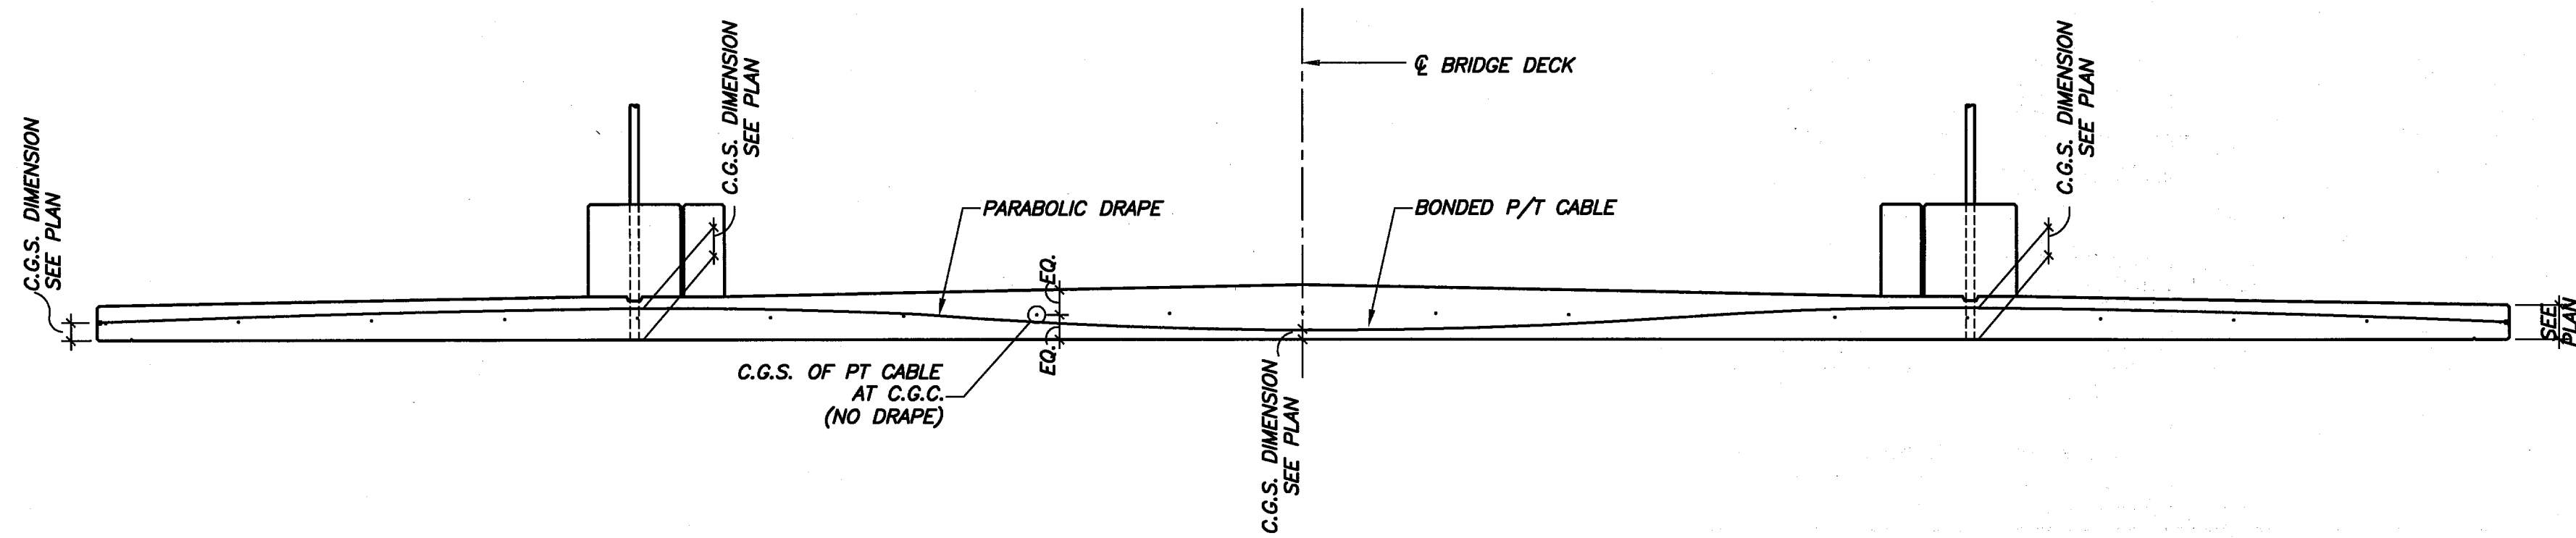 C.G.S. DIMENSION
SEE PLAN
C.G.S. DIMENSION
SEE PLAN
℄ BRIDGE DECK
C.G.S. DIMENSION
SEE PLAN
PARABOLIC DRAPE
BONDED P/T CABLE
EQ.
EQ.
C.G.S. OF PT CABLE
AT C.G.C.
(NO DRAPE)
C.G.S. DIMENSION
SEE PLAN
SEE
PLAN